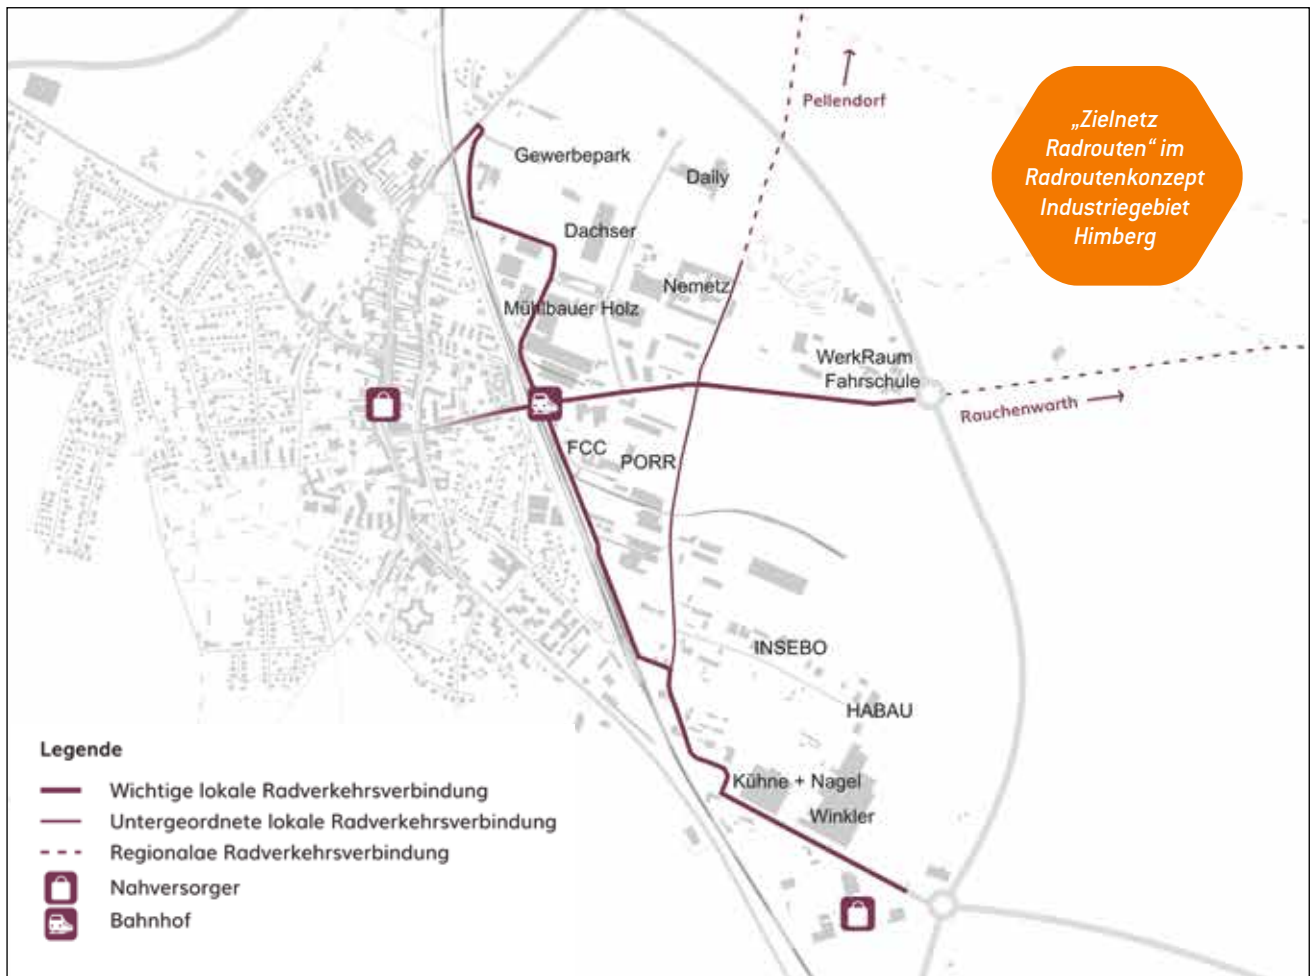 „Zielnetz
Radrouten“ im
Radroutenkonzept
Industriegebiet
Himberg
Pellendorf
Gewerbepark
Daily
Dachser
Nemetz
Mühlbauer Holz
WerkRaum
Fahrschule
Rauchenwarth
FCC
PORR
INSEBO
HABAU
Kühne + Nagel
Winkler
Legende
Wichtige lokale Radverkehrsverbindung
Untergeordnete lokale Radverkehrsverbindung
Regionalae Radverkehrsverbindung
Nahversorger
Bahnhof